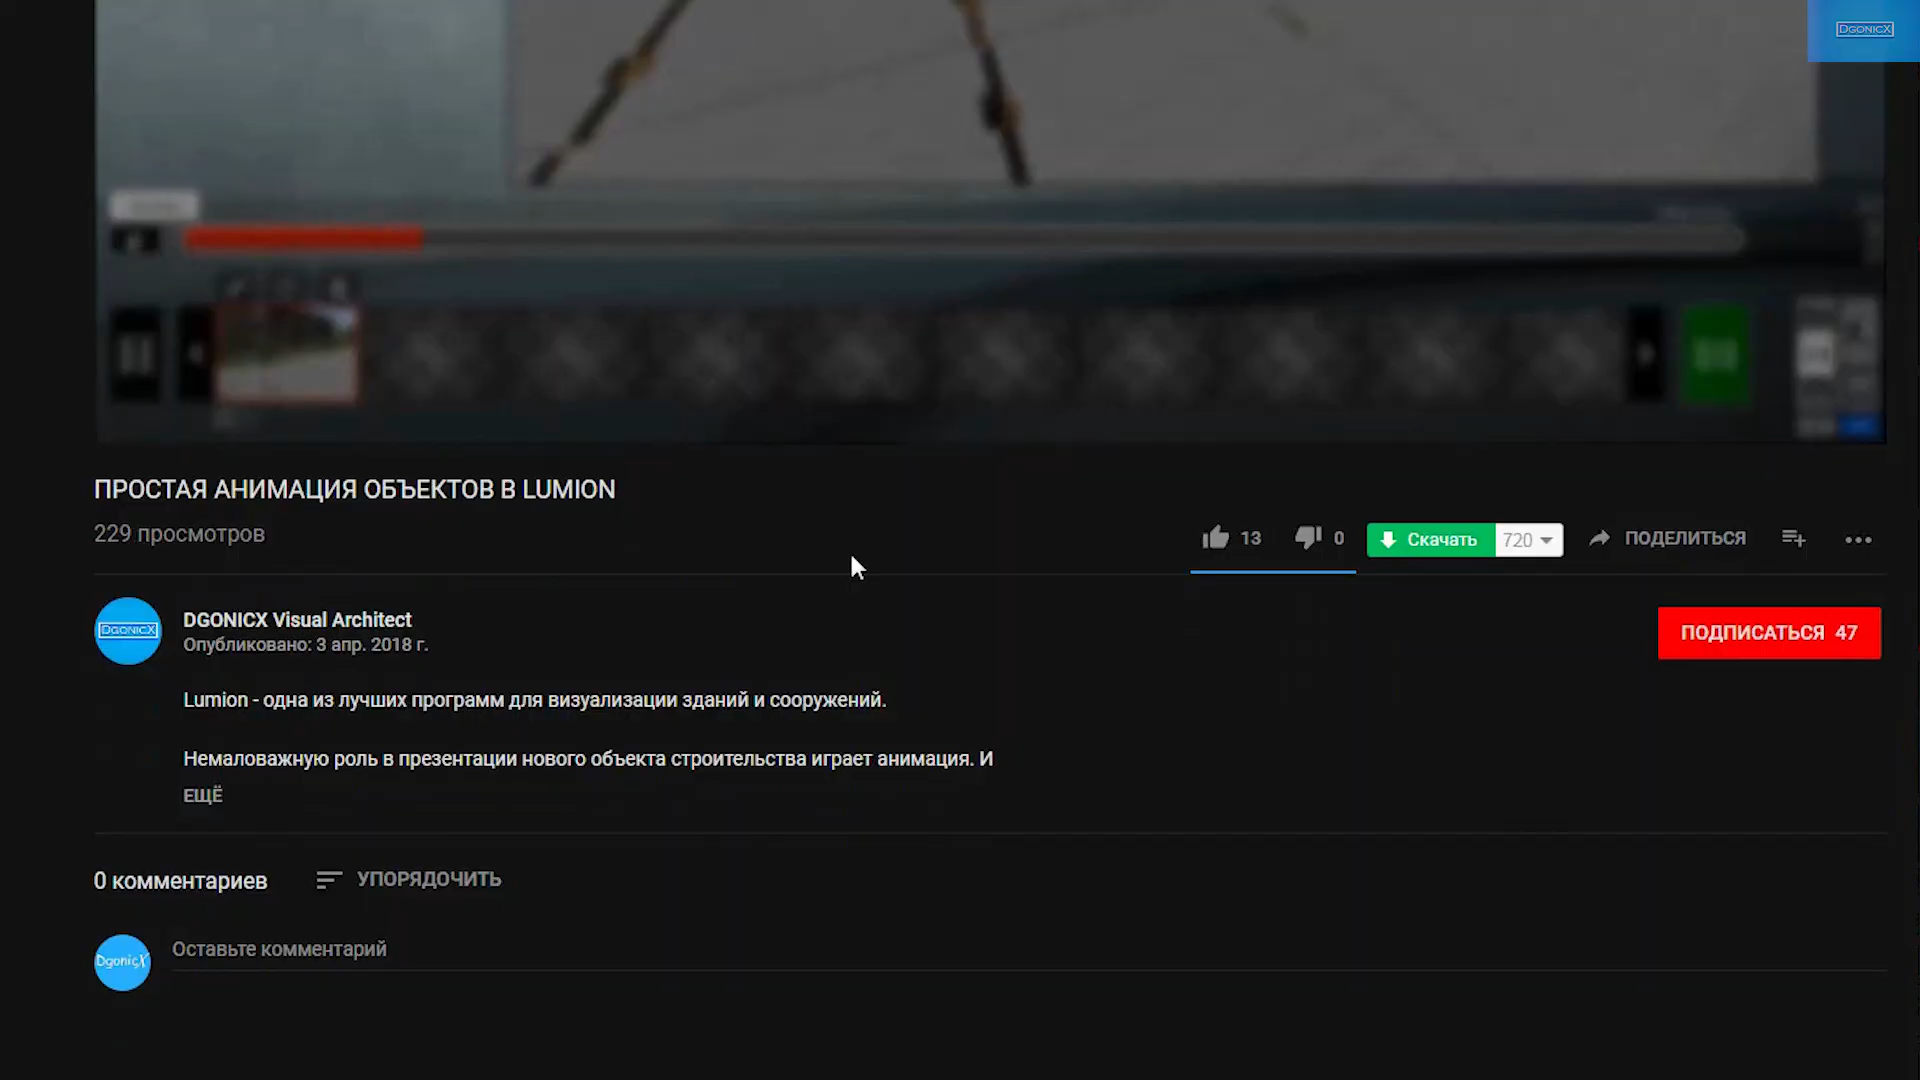 DGONICX
ПРОСТАЯ АНИМАЦИЯ ОБЪЕКТОВ В LUMION
229 просмотров
13
0
Скачать
720
ПОДЕЛИТЬСЯ
DGONICX
DGONICX Visual Architect
Опубликовано: 3 апр. 2018 г.
ПОДПИСАТЬСЯ 47
Lumion - одна из лучших программ для визуализации зданий и сооружений.
Немаловажную роль в презентации нового объекта строительства играет анимация. И
ЕЩЁ
0 комментариев
УПОРЯДОЧИТЬ
DgonicX
Оставьте комментарий